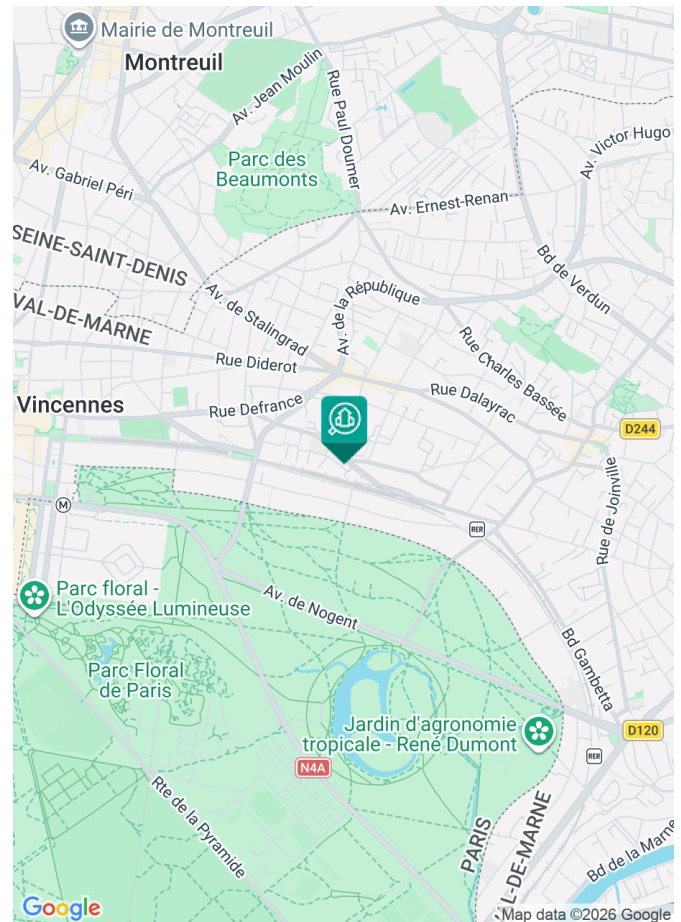 Mairie de Montreuil
Montreuil
Av. Jean Moulin
Rue Paul Doumer
Av. Victor Hugo
Parc des
Beaumonts
Av. Gabriel Péri
Av. Ernest-Renan
SEINE-SAINT-DENIS
Bd de Verdun
VAL-DE-MARNE
Av. de Stalingrad
Av. de la République
Rue Charles Bassée
Rue Diderot
Rue Dalayrac
Vincennes
Rue Defrance
D244
Rue de Joinville
M
RER
Parc floral -
L'Odyssée Lumineuse
Av. de Nogent
Bd Gambetta
Parc Floral
de Paris
Jardin d'agronomie
tropicale - René Dumont
D120
RER
N4A
Rte de la Pyramide
PARIS
VAL-DE-MARNE
Bd de la Marne
Google
Map data ©2026 Google